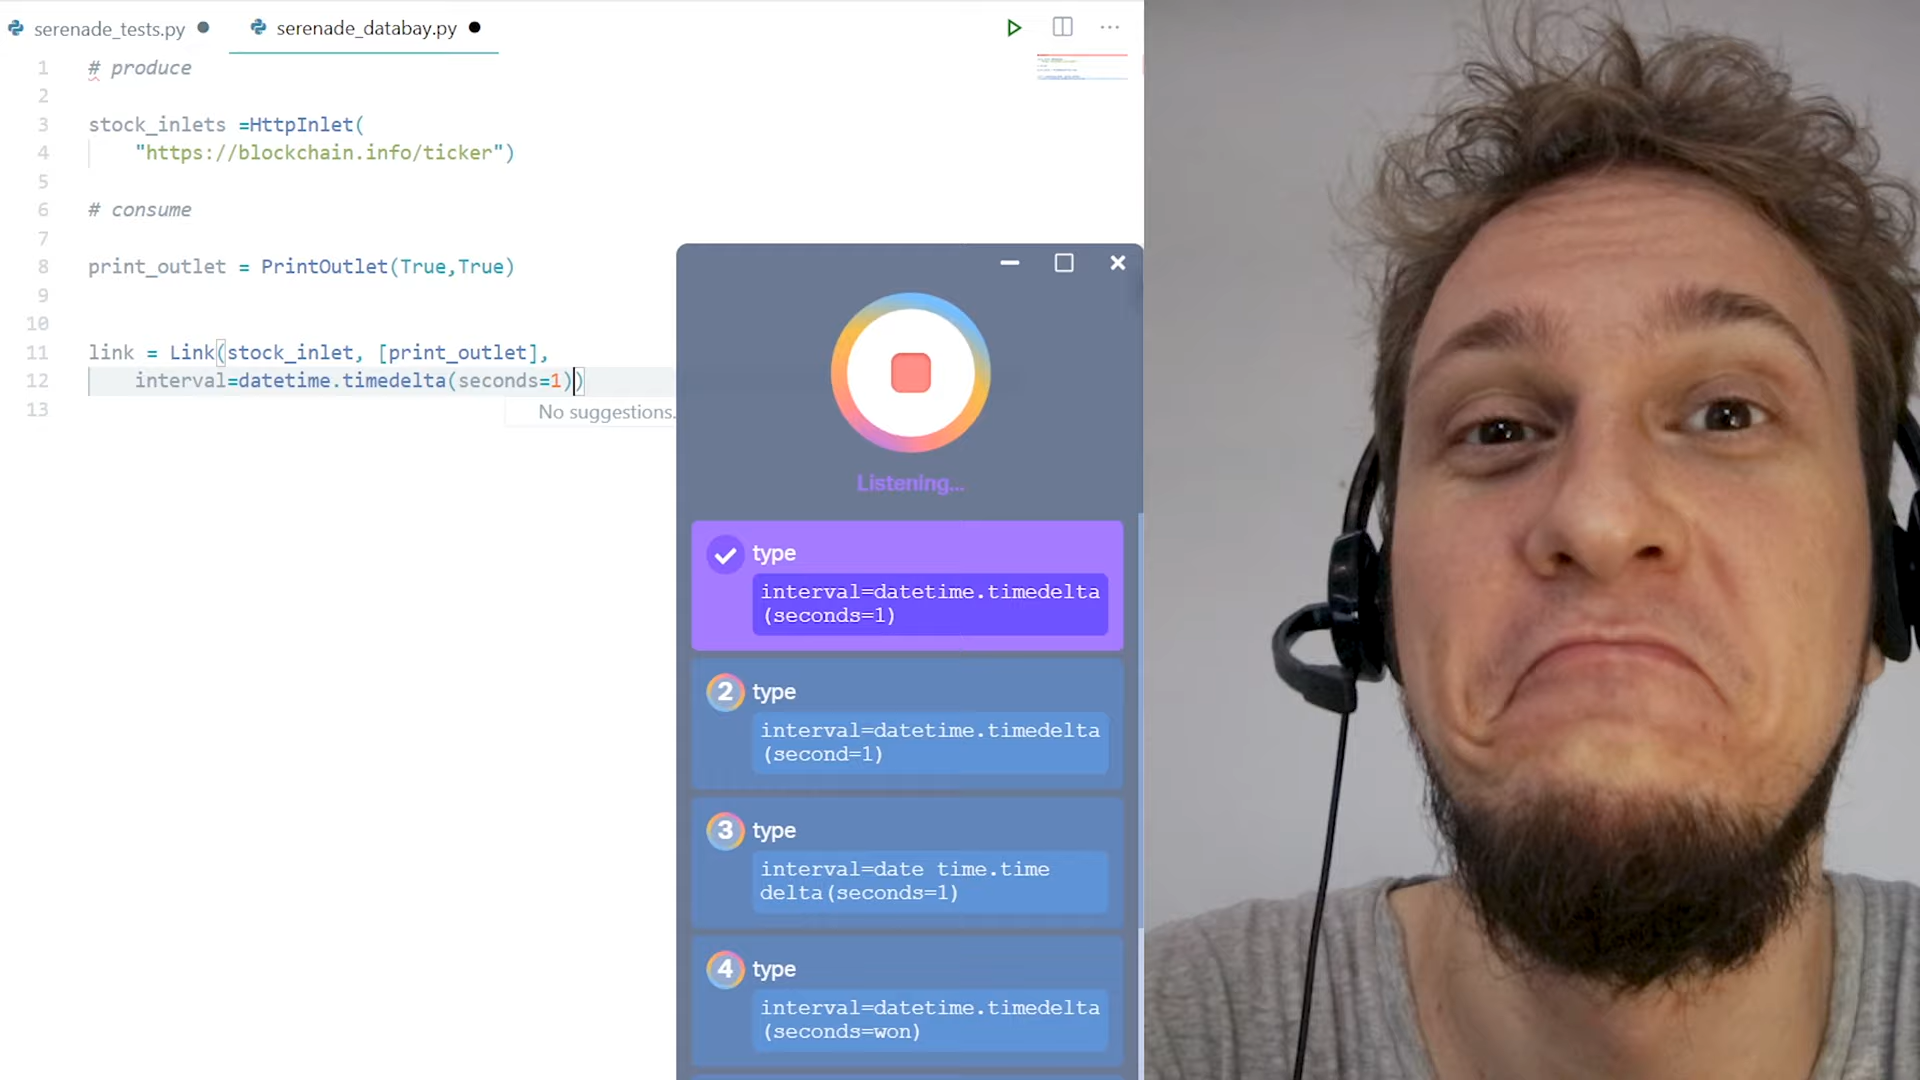 serenade_tests.py
serenade_databay.py
1 # produce
2
3 stock_inlets =HttpInlet(
4 "https://blockchain.info/ticker")
5
6 # consume
7
8 print_outlet = PrintOutlet(True,True)
9
10
11 link = Link(stock_inlet, [print_outlet],
12 interval=datetime.timedelta(seconds=1))
13
No suggestions.
Listening...
type
interval=datetime.timedelta
(seconds=1)
2 type
interval=datetime.timedelta
(second=1)
3 type
interval=date time.time
delta(seconds=1)
4 type
interval=datetime.timedelta
(seconds=won)